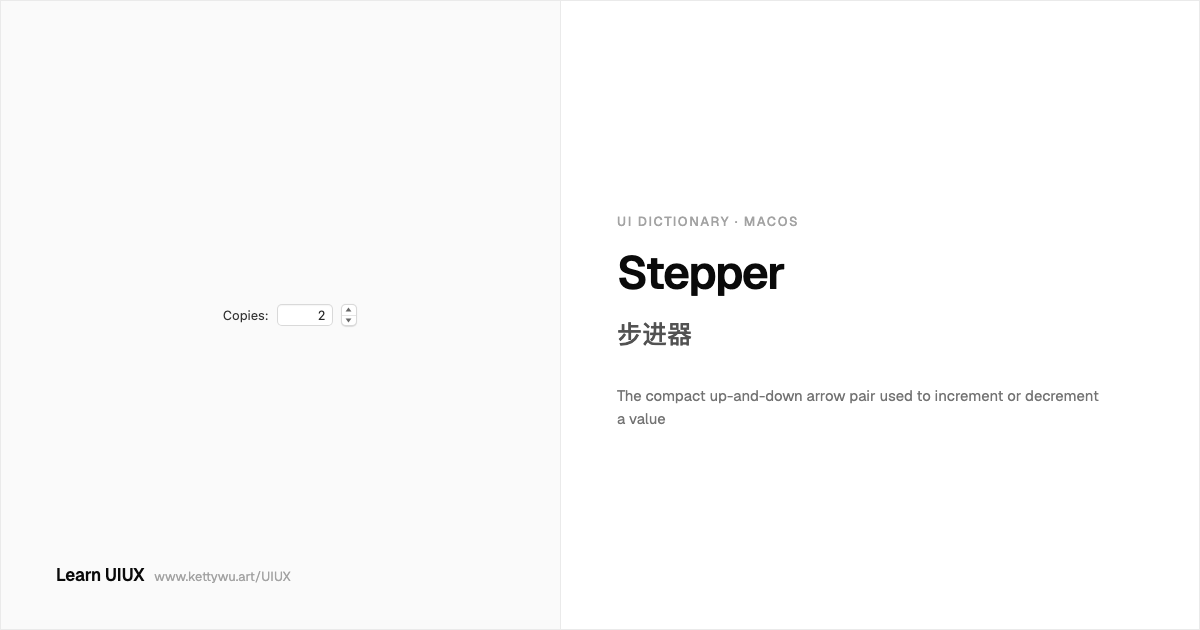 Copies: 2
UI DICTIONARY · MACOS
Stepper
步进器
The compact up-and-down arrow pair used to increment or decrement
a value
Learn UIUX www.kettywu.art/UIUX